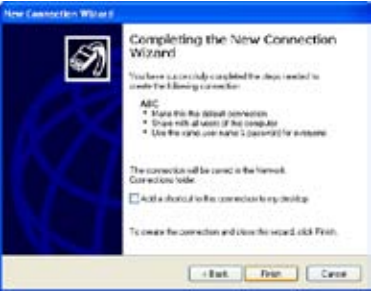 New Connection Wizard
Completing the New Connection
Wizard
You have successfully completed the steps needed to
create the following connection:
ABC
• Make this the default connection
• Share with all users of this computer
• Use the same user name & password for everyone
The connection will be saved in the Network
Connections folder.
Add a shortcut to this connection to my desktop
To create the connection and close this wizard, click Finish.
< Back
Finish
Cancel